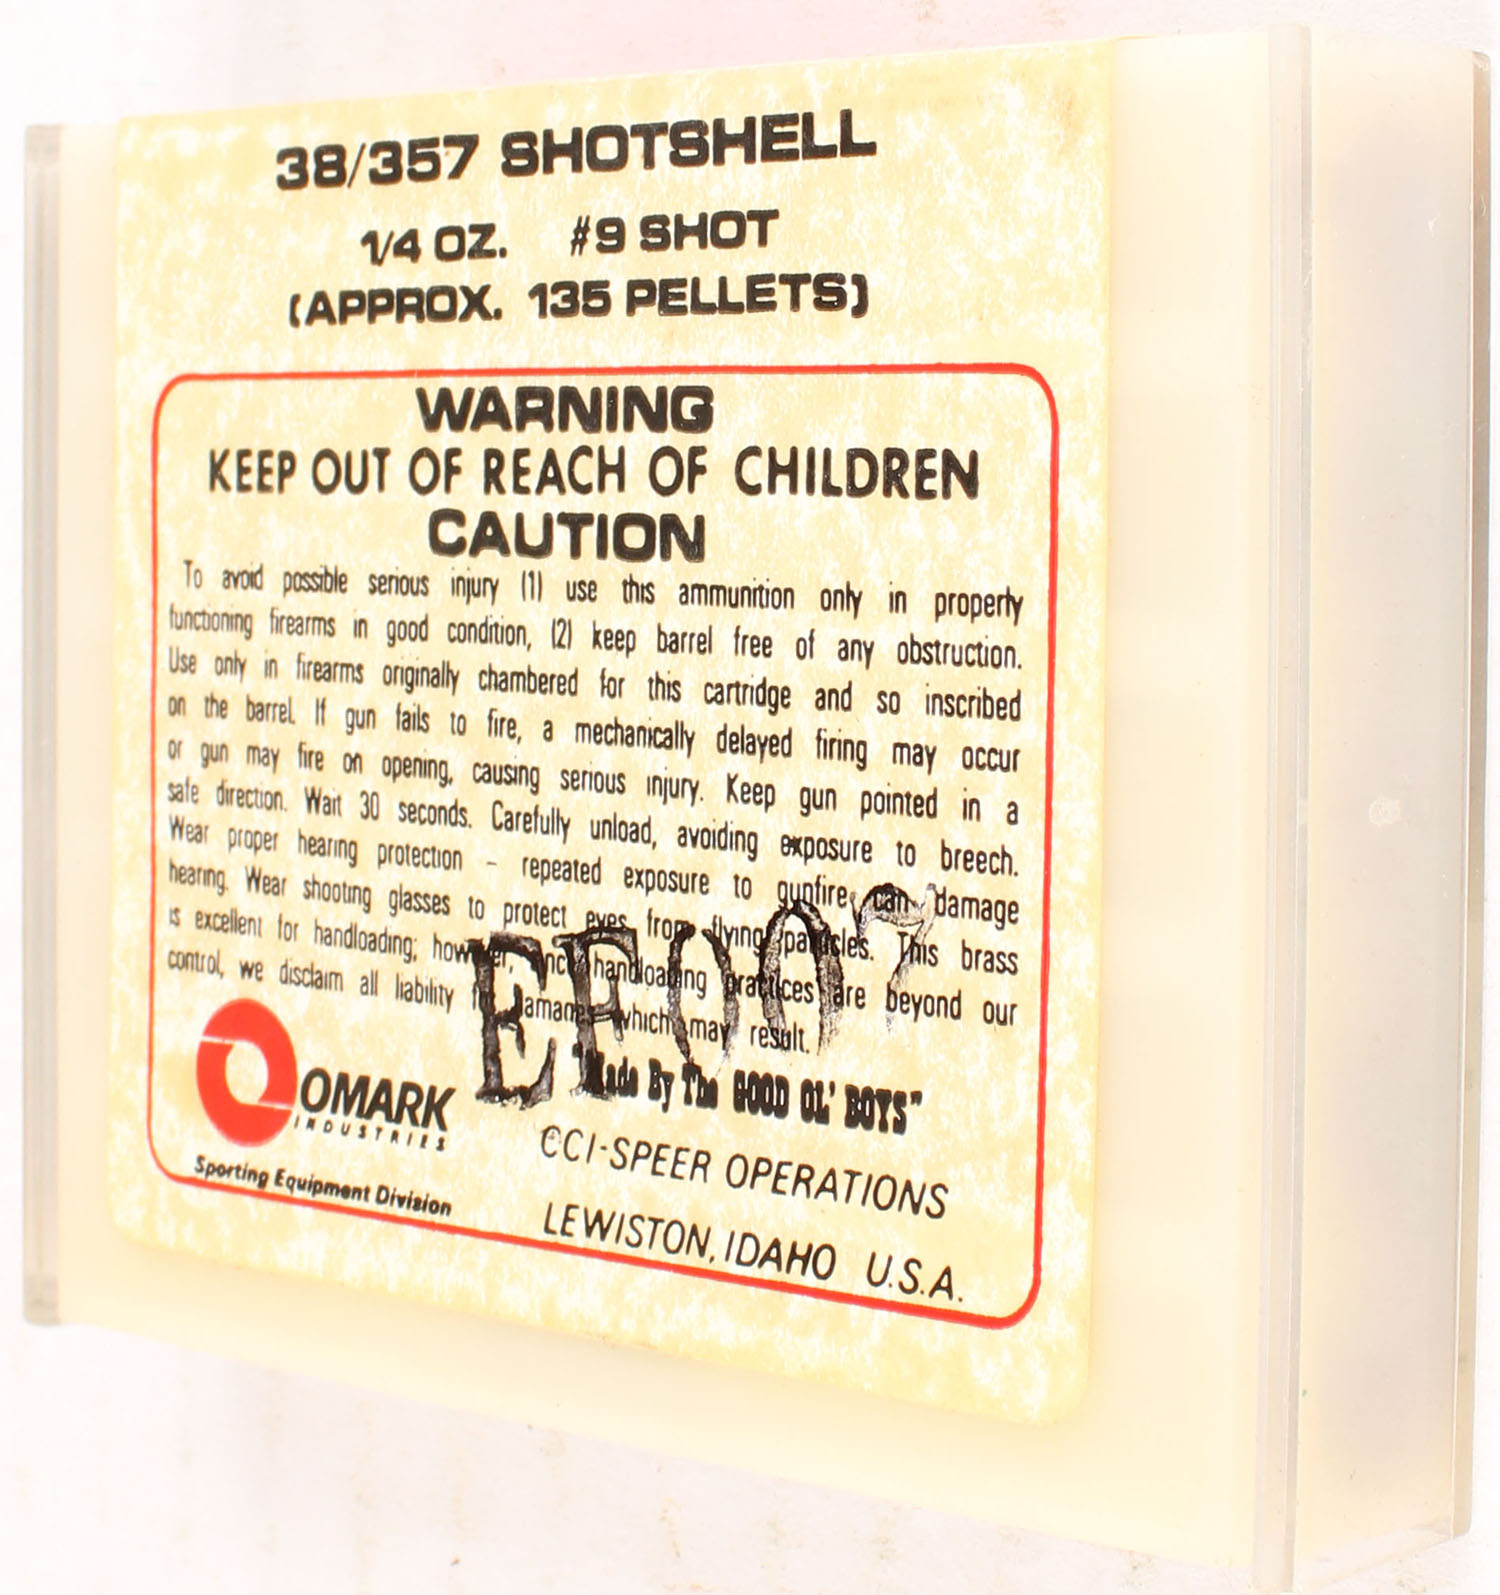 38/357 SHOTSHELL
1/4 OZ. #9 SHOT
(APPROX. 135 PELLETS)
WARNING
KEEP OUT OF REACH OF CHILDREN
CAUTION
To avoid possible serious injury (1) use this ammunition only in properly
functioning firearms in good condition, (2) keep barrel free of any obstruction.
Use only in firearms originally chambered for this cartridge and so inscribed
on the barrel. If gun fails to fire, a mechanically delayed firing may occur
or gun may fire on opening, causing serious injury. Keep gun pointed in a
safe direction. Wait 30 seconds. Carefully unload, avoiding exposure to breech.
Wear proper hearing protection – repeated exposure to gunfire can damage
hearing. Wear shooting glasses to protect eyes from flying particles. This brass
is excellent for handloading; however, since handloading practices are beyond our
control, we disclaim all liability for damages which may result.
EE007
"Made By The GOOD OL' BOYS"
OMARK
INDUSTRIES
Sporting Equipment Division
CCI-SPEER OPERATIONS
LEWISTON, IDAHO U.S.A.